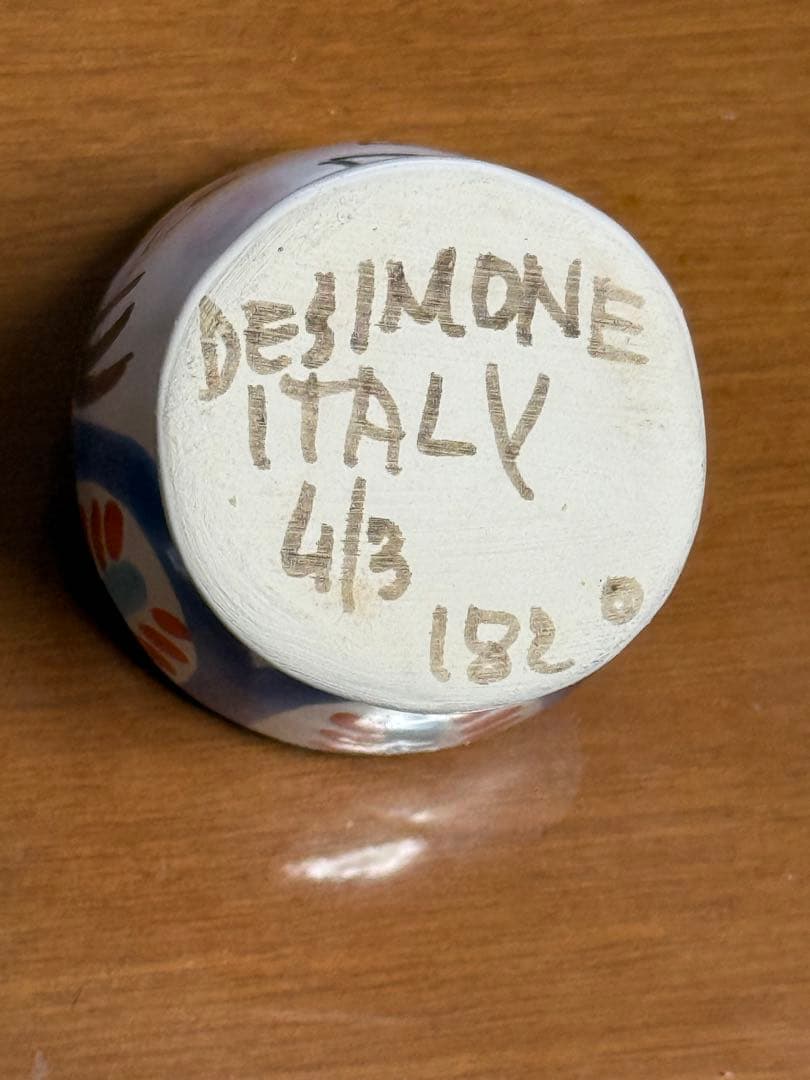 DESIMONE
ITALY
4/3
182